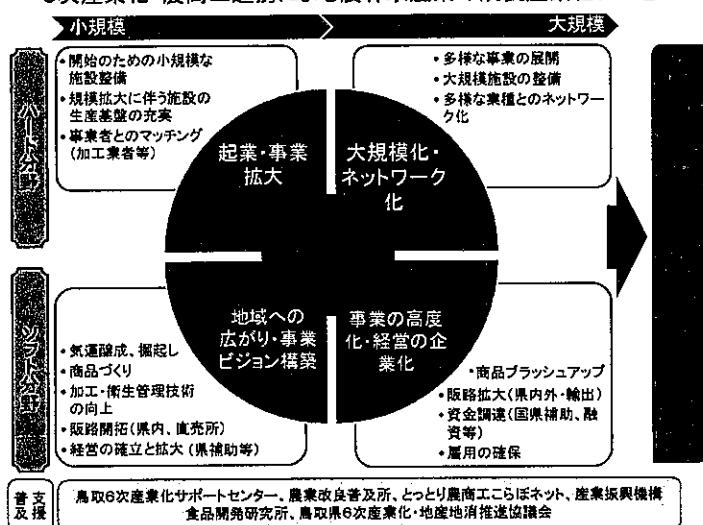 小規模
大規模
ハード分野
・開始のための小規模な
施設整備
・規模拡大に伴う施設の
生産基盤の充実
・事業者とのマッチング
(加工業者等)
・多様な事業の展開
・大規模施設の整備
・多様な業種とのネットワー
ク化
起業・事業
拡大
大規模化・
ネットワーク
化
ソフト分野
地域への
広がり・事業
ビジョン構築
事業の高度
化・経営の企
業化
・気運醸成、掘起し
・商品づくり
・加工・衛生管理技術
の向上
・販路開拓(県内、直売所)
・経営の確立と拡大(県補助等)
・商品ブラッシュアップ
・販路拡大(県内外・輸出)
・資金調達(国県補助、融
資等)
・雇用の確保
普及
支援
鳥取6次産業化サポートセンター、農業改良普及所、とっとり農商工こらぼネット、産業振興機構
食品開発研究所、鳥取県6次産業化・地産地消推進協議会